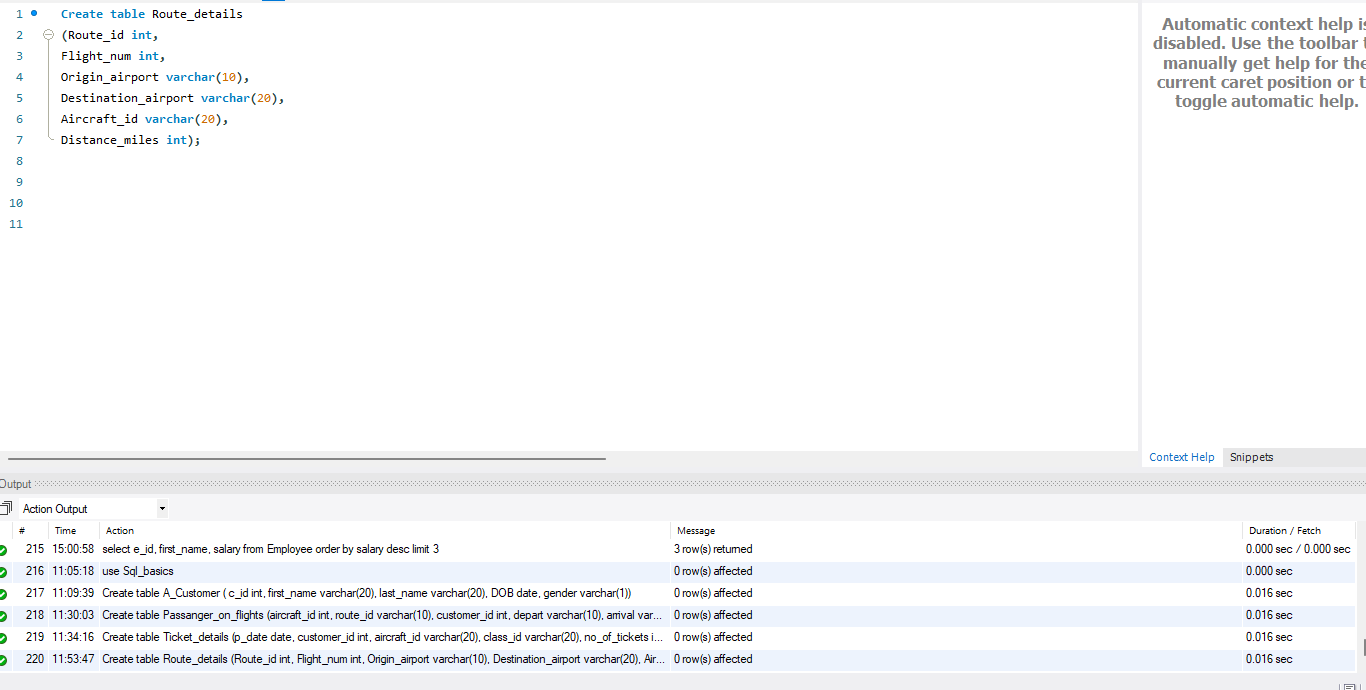 1 Create table Route_details
2 (Route_id int,
3 Flight_num int,
4 Origin_airport varchar(10),
5 Destination_airport varchar(20),
6 Aircraft_id varchar(20),
7 Distance_miles int);
8
9
10
11
Automatic context help is
disabled. Use the toolbar t
manually get help for the
current caret position or t
toggle automatic help.
Context Help Snippets
Output
Action Output
# Time Action Message Duration / Fetch
215 15:00:58 select e_id, first_name, salary from Employee order by salary desc limit 3 3 row(s) returned 0.000 sec / 0.000 sec
216 11:05:18 use Sql_basics 0 row(s) affected 0.000 sec
217 11:09:39 Create table A_Customer ( c_id int, first_name varchar(20), last_name varchar(20), DOB date, gender varchar(1)) 0 row(s) affected 0.016 sec
218 11:30:03 Create table Passanger_on_flights (aircraft_id int, route_id varchar(10), customer_id int, depart varchar(10), arrival var... 0 row(s) affected 0.016 sec
219 11:34:16 Create table Ticket_details (p_date date, customer_id int, aircraft_id varchar(20), class_id varchar(20), no_of_tickets i... 0 row(s) affected 0.016 sec
220 11:53:47 Create table Route_details (Route_id int, Flight_num int, Origin_airport varchar(10), Destination_airport varchar(20), Air... 0 row(s) affected 0.016 sec